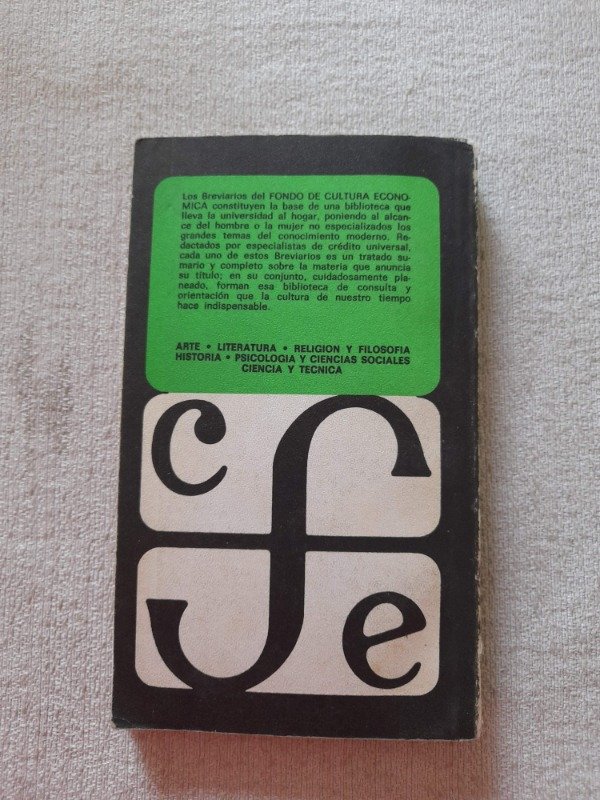 Los Breviarios del FONDO DE CULTURA ECONO-
MICA constituyen la base de una biblioteca que
lleva la universidad al hogar, poniendo al alcan-
ce del hombre o la mujer no especializados los
grandes temas del conocimiento moderno. Re-
dactados por especialistas de crédito universal,
cada uno de estos Breviarios es un tratado su-
mario y completo sobre la materia que anuncia
su título; en su conjunto, cuidadosamente pla-
neado, forman esa biblioteca de consulta y
orientación que la cultura de nuestro tiempo
hace indispensable.
ARTE • LITERATURA • RELIGION Y FILOSOFIA
HISTORIA • PSICOLOGIA Y CIENCIAS SOCIALES
CIENCIA Y TECNICA
c f
e